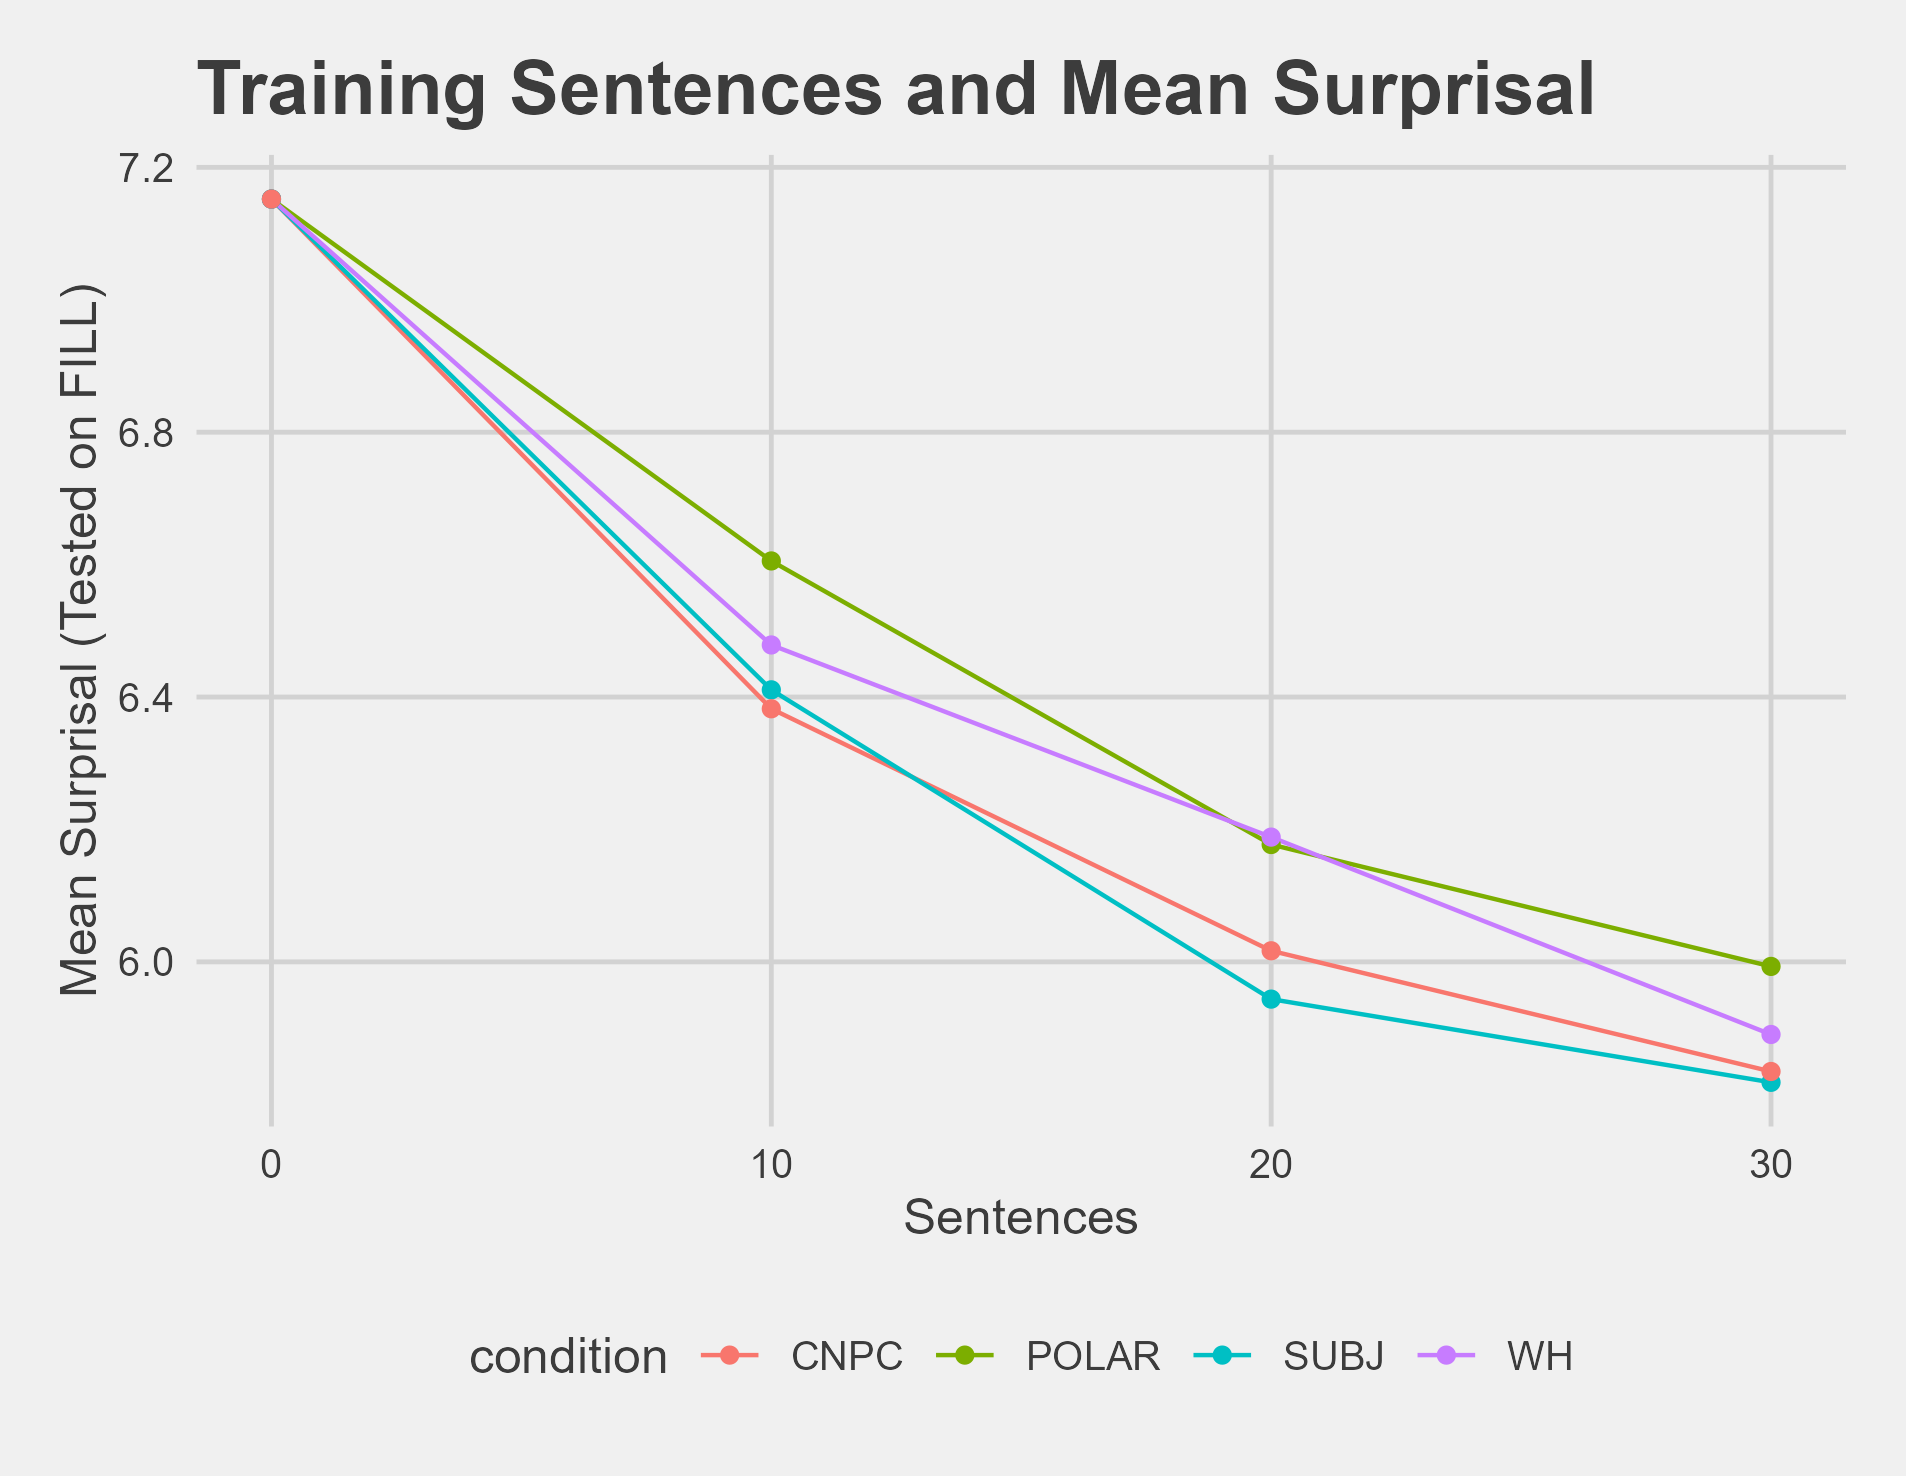 Training Sentences and Mean Surprisal
Mean Surprisal (Tested on FILL)
7.2
6.8
6.4
6.0
0 10 20 30
Sentences
condition CNPC POLAR SUBJ WH